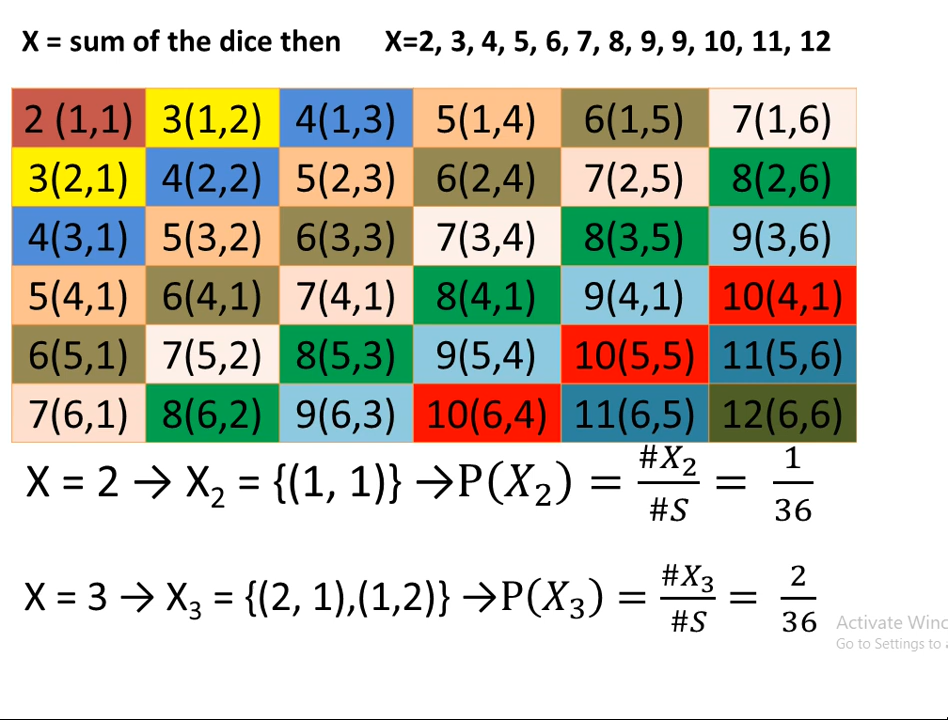 X = sum of the dice then X=2, 3, 4, 5, 6, 7, 8, 9, 9, 10, 11, 12
2 (1,1) 3(1,2) 4(1,3) 5(1,4) 6(1,5) 7(1,6)
3(2,1) 4(2,2) 5(2,3) 6(2,4) 7(2,5) 8(2,6)
4(3,1) 5(3,2) 6(3,3) 7(3,4) 8(3,5) 9(3,6)
5(4,1) 6(4,1) 7(4,1) 8(4,1) 9(4,1) 10(4,1)
6(5,1) 7(5,2) 8(5,3) 9(5,4) 10(5,5) 11(5,6)
7(6,1) 8(6,2) 9(6,3) 10(6,4) 11(6,5) 12(6,6)
X = 2 → X₂ = {(1, 1)} →P(X₂) = #X₂/#S = 1/36
X = 3 → X₃ = {(2, 1),(1,2)} →P(X₃) = #X₃/#S = 2/36
Activate
Go to Settings to